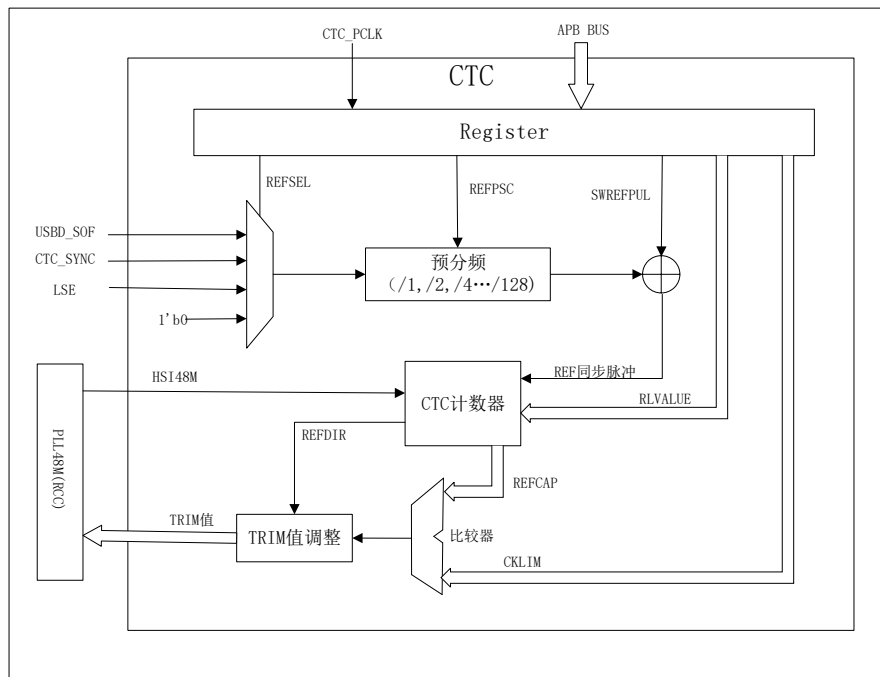 CTC_PCLK
APB BUS
CTC
Register
REFSEL
REFPSC
SWREFPUL
USBD_SOF
CTC_SYNC
LSE
1'b0
预分频
(/1,/2,/4…/128)
HSI48M
CTC计数器
REF同步脉冲
RLVALUE
REFDIR
REFCAP
PLL48M(RCC)
TRIM值
TRIM值调整
比较器
CKLIM